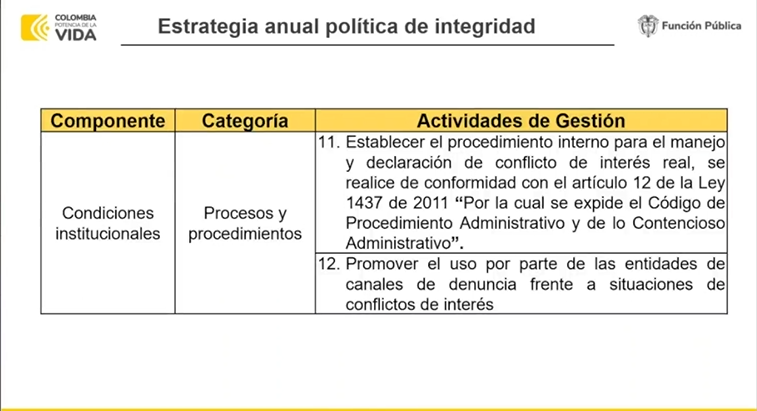 COLOMBIA
POTENCIA DE LA
VIDA
Estrategia anual política de integridad
Función Pública
Componente Categoría Actividades de Gestión
Condiciones
institucionales
Procesos y
procedimientos
11. Establecer el procedimiento interno para el manejo
y declaración de conflicto de interés real, se
realice de conformidad con el artículo 12 de la Ley
1437 de 2011 “Por la cual se expide el Código de
Procedimiento Administrativo y de lo Contencioso
Administrativo”.
12. Promover el uso por parte de las entidades de
canales de denuncia frente a situaciones de
conflictos de interés